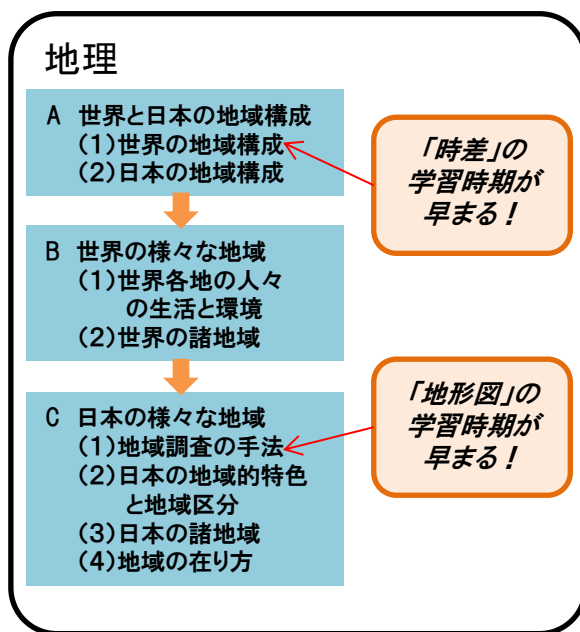 地理
A 世界と日本の地域構成
(1)世界の地域構成
(2)日本の地域構成
「時差」の
学習時期が
早まる！
B 世界の様々な地域
(1)世界各地の人々
の生活と環境
(2)世界の諸地域
C 日本の様々な地域
(1)地域調査の手法
(2)日本の地域的特色
と地域区分
(3)日本の諸地域
(4)地域の在り方
「地形図」の
学習時期が
早まる！